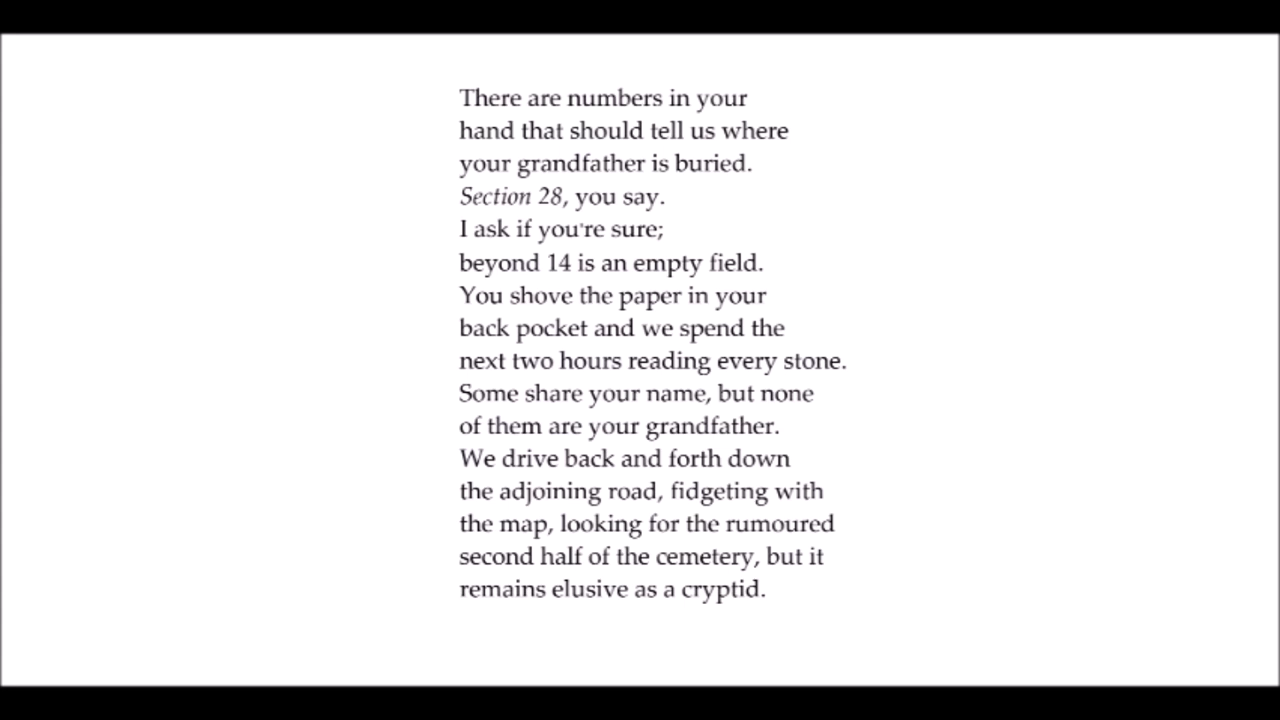 There are numbers in your
hand that should tell us where
your grandfather is buried.
Section 28, you say.
I ask if you're sure;
beyond 14 is an empty field.
You shove the paper in your
back pocket and we spend the
next two hours reading every stone.
Some share your name, but none
of them are your grandfather.
We drive back and forth down
the adjoining road, fidgeting with
the map, looking for the rumoured
second half of the cemetery, but it
remains elusive as a cryptid.